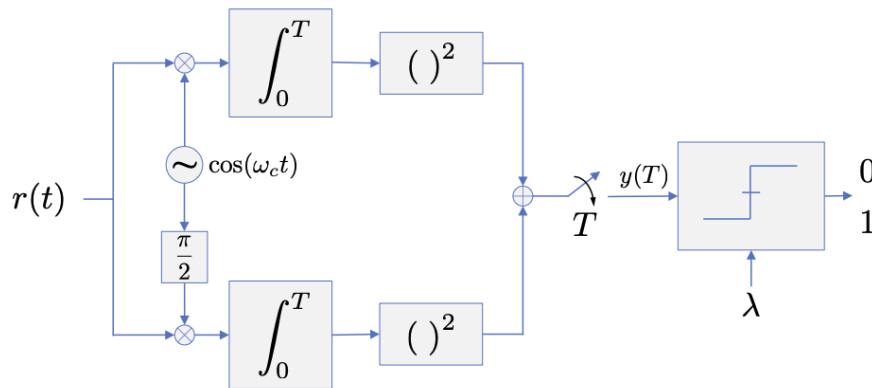 ∫₀ᵀ
( )²
~ cos(ω_c t)
r(t)
y(T)
0
T
1
π/2
λ
∫₀ᵀ
( )²